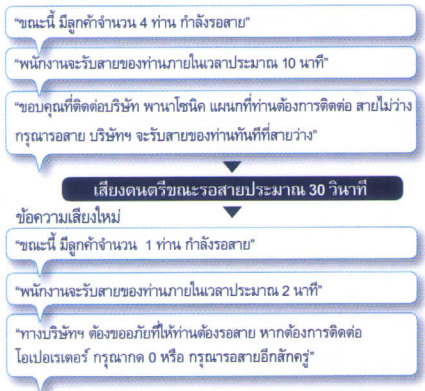 “ขณะนี้ มีลูกค้าจำนวน 4 ท่าน กำลังรอสาย”
“พนักงานจะรับสายของท่านภายในเวลาประมาณ 10 นาที”
“ขอบคุณที่ติดต่อบริษัท พานาโซนิค แผนกที่ท่านต้องการติดต่อ สายไม่ว่าง
กรุณารอสาย บริษัทฯ จะรับสายของท่านทันทีที่สายว่าง”
เสียงดนตรีขณะรอสายประมาณ 30 วินาที
ข้อความเสียงใหม่
“ขณะนี้ มีลูกค้าจำนวน 1 ท่าน กำลังรอสาย”
“พนักงานจะรับสายของท่านภายในเวลาประมาณ 2 นาที”
“ทางบริษัทฯ ต้องขออภัยที่ให้ท่านต้องรอสาย หากต้องการติดต่อ
โอเปอเรเตอร์ กรุณากด 0 หรือ กรุณารอสายอีกสักครู่”